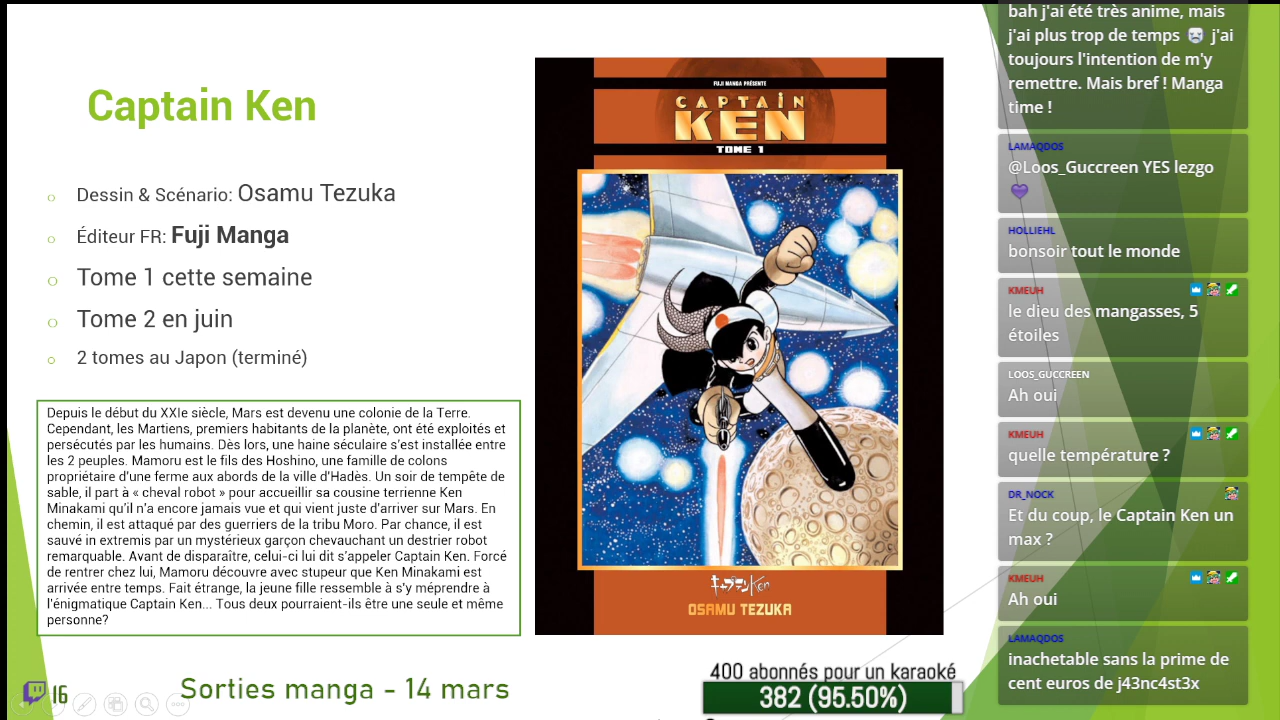 Captain Ken
Dessin & Scénario: Osamu Tezuka
Éditeur FR: Fuji Manga
Tome 1 cette semaine
Tome 2 en juin
2 tomes au Japon (terminé)
Depuis le début du XXIe siècle, Mars est devenu une colonie de la Terre.
Cependant, les Martiens, premiers habitants de la planète, ont été exploités et
persécutés par les humains. Dès lors, une haine séculaire s'est installée entre
les 2 peuples. Mamoru est le fils des Hoshino, une famille de colons
propriétaire d'une ferme aux abords de la ville d'Hadès. Un soir de tempête de
sable, il part à « cheval robot » pour accueillir sa cousine terrienne Ken
Minakami qu'il n'a encore jamais vue et qui vient juste d'arriver sur Mars. En
chemin, il est attaqué par des guerriers de la tribu Moro. Par chance, il est
sauvé in extremis par un mystérieux garçon chevauchant un destrier robot
remarquable. Avant de disparaître, celui-ci lui dit s'appeler Captain Ken. Forcé
de rentrer chez lui, Mamoru découvre avec stupeur que Ken Minakami est
arrivée entre temps. Fait étrange, la jeune fille ressemble à s'y méprendre à
l'énigmatique Captain Ken... Tous deux pourraient-ils être une seule et même
personne?
FUJI MANGA PRÉSENTE
CAPTAIN
KEN
TOME 1
キャプテンKen
OSAMU TEZUKA
16
Sorties manga - 14 mars
400 abonnés pour un karaoké
382 (95.50%)
bah j'ai été très anime, mais
j'ai plus trop de temps j'ai
toujours l'intention de m'y
remettre. Mais bref ! Manga
time !
LAMAQDOS
@Loos_Guccreen YES lezgo
HOLLIEHL
bonsoir tout le monde
KMEUH
le dieu des mangasses, 5
étoiles
LOOS_GUCCREEN
Ah oui
KMEUH
quelle température ?
DR_NOCK
Et du coup, le Captain Ken un
max ?
KMEUH
Ah oui
LAMAQDOS
inachetable sans la prime de
cent euros de j43nc4st3x